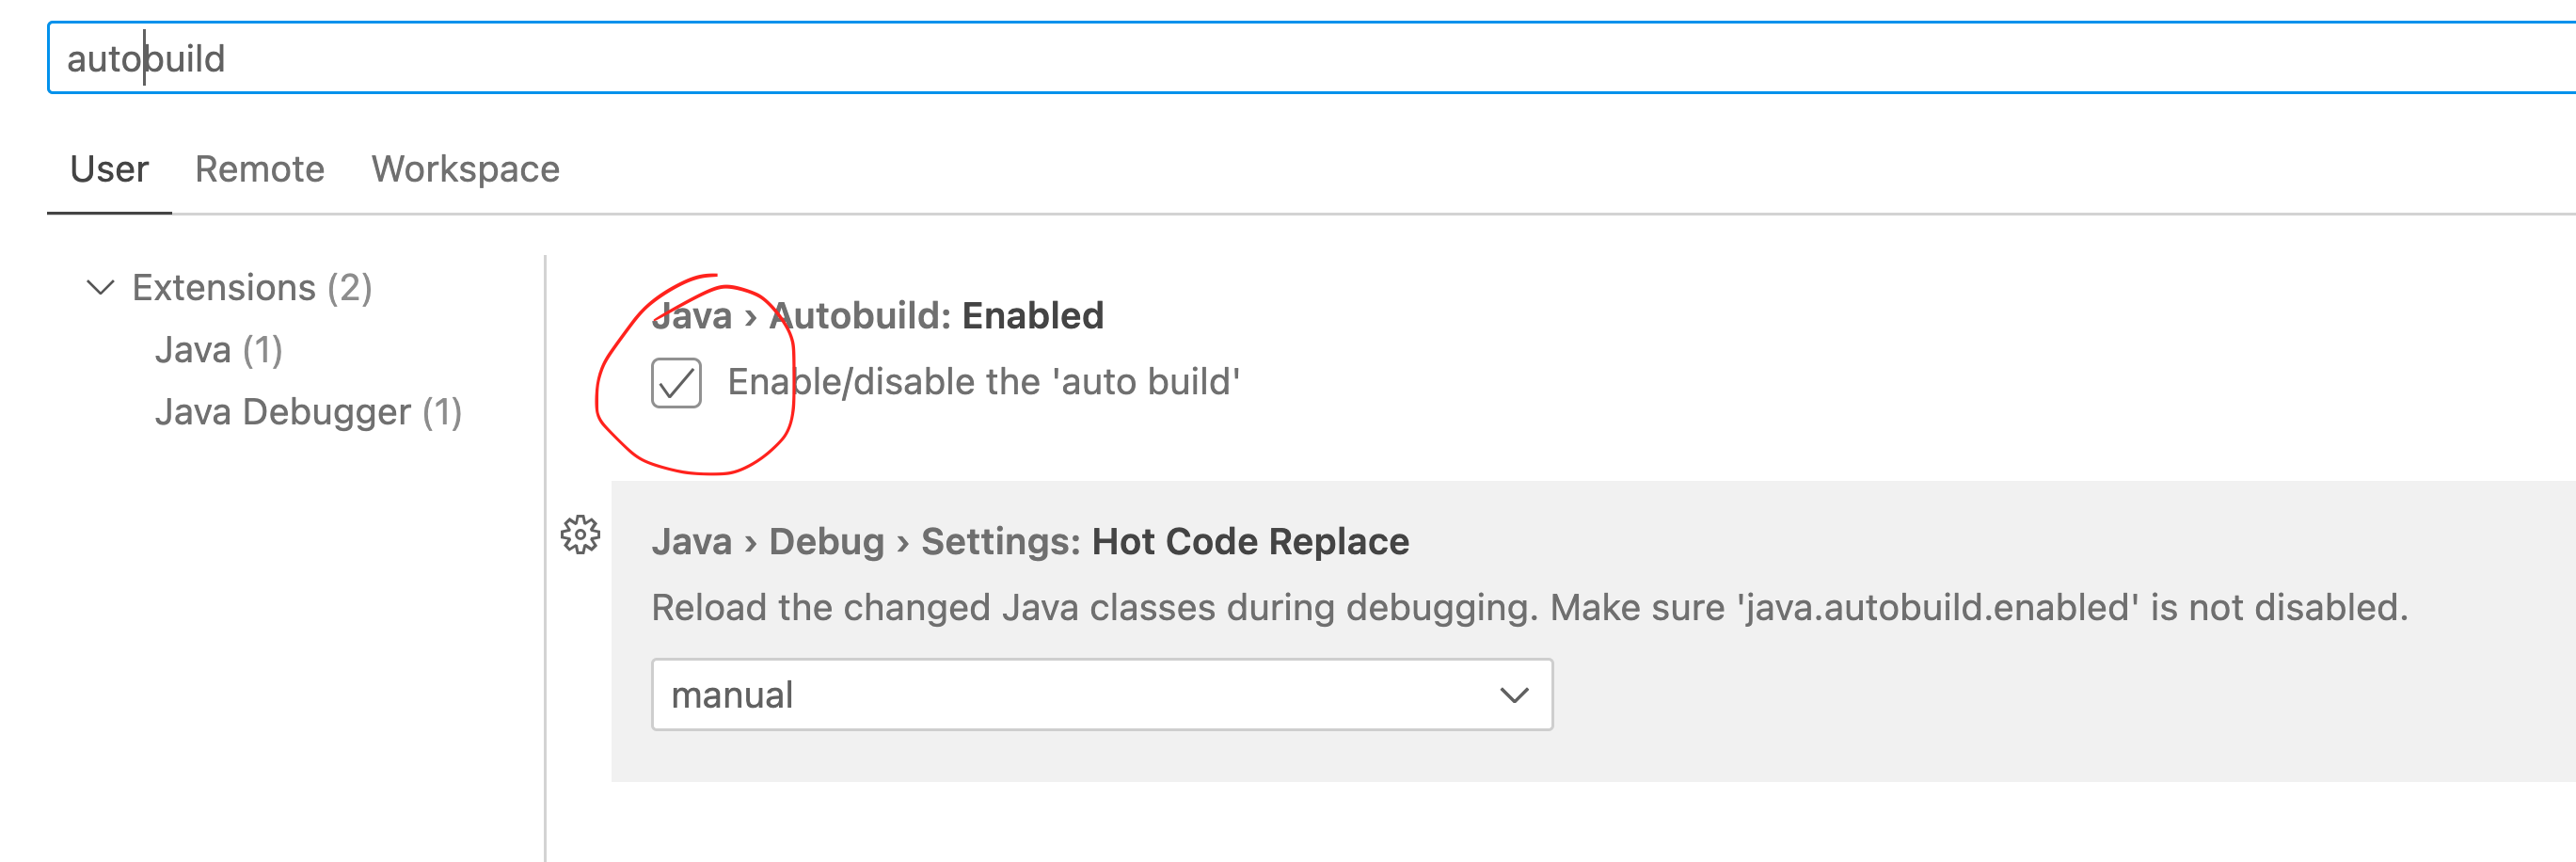 autobuild
User Remote Workspace
Extensions (2)
Java (1)
Java Debugger (1)
Java › Autobuild: Enabled
Enable/disable the 'auto build'
Java › Debug › Settings: Hot Code Replace
Reload the changed Java classes during debugging. Make sure 'java.autobuild.enabled' is not disabled.
manual